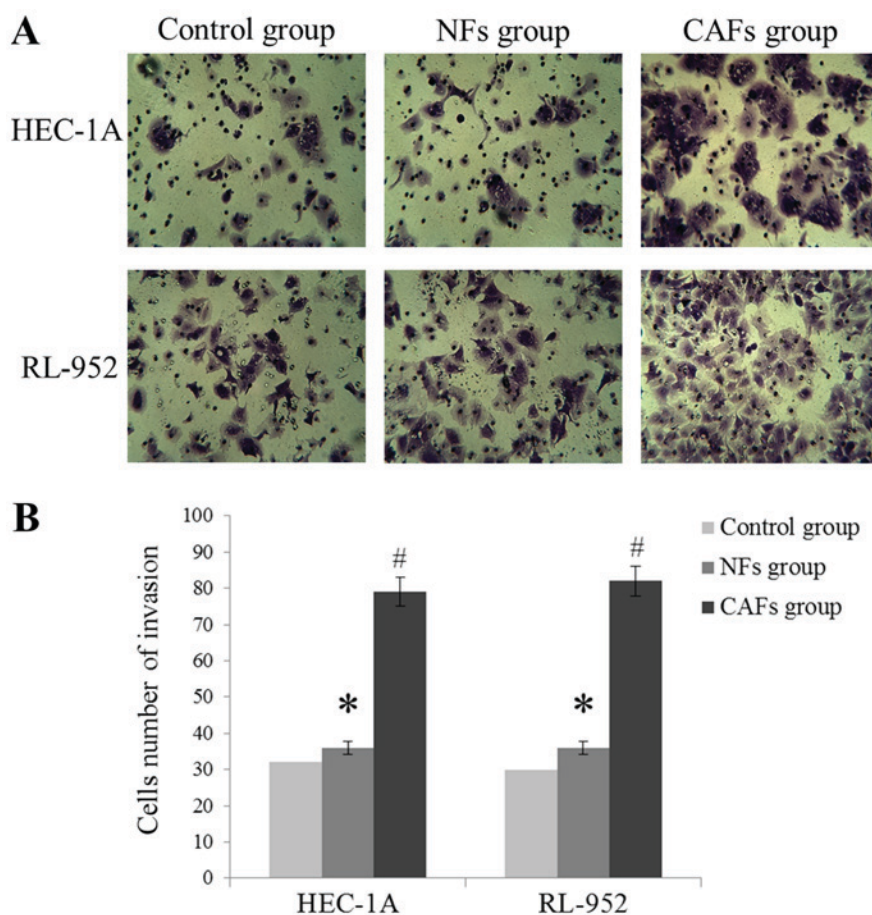 A
Control group NFs group CAFs group
HEC-1A
RL-952
B
Cells number of invasion
100
90
80
70
60
50
40
30
20
10
0
* #
* #
HEC-1A RL-952
Control group
NFs group
CAFs group